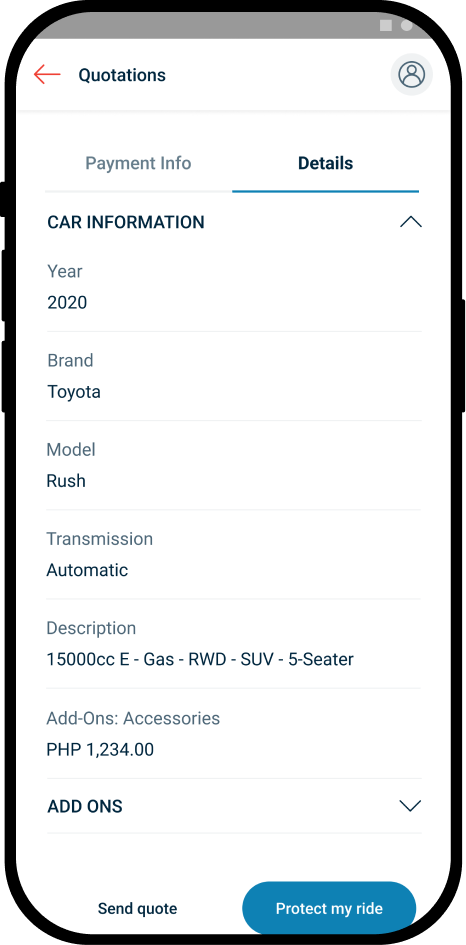 Quotations
Payment Info
Details
CAR INFORMATION
Year
2020
Brand
Toyota
Model
Rush
Transmission
Automatic
Description
15000cc E - Gas - RWD - SUV - 5-Seater
Add-Ons: Accessories
PHP 1,234.00
ADD ONS
Send quote
Protect my ride